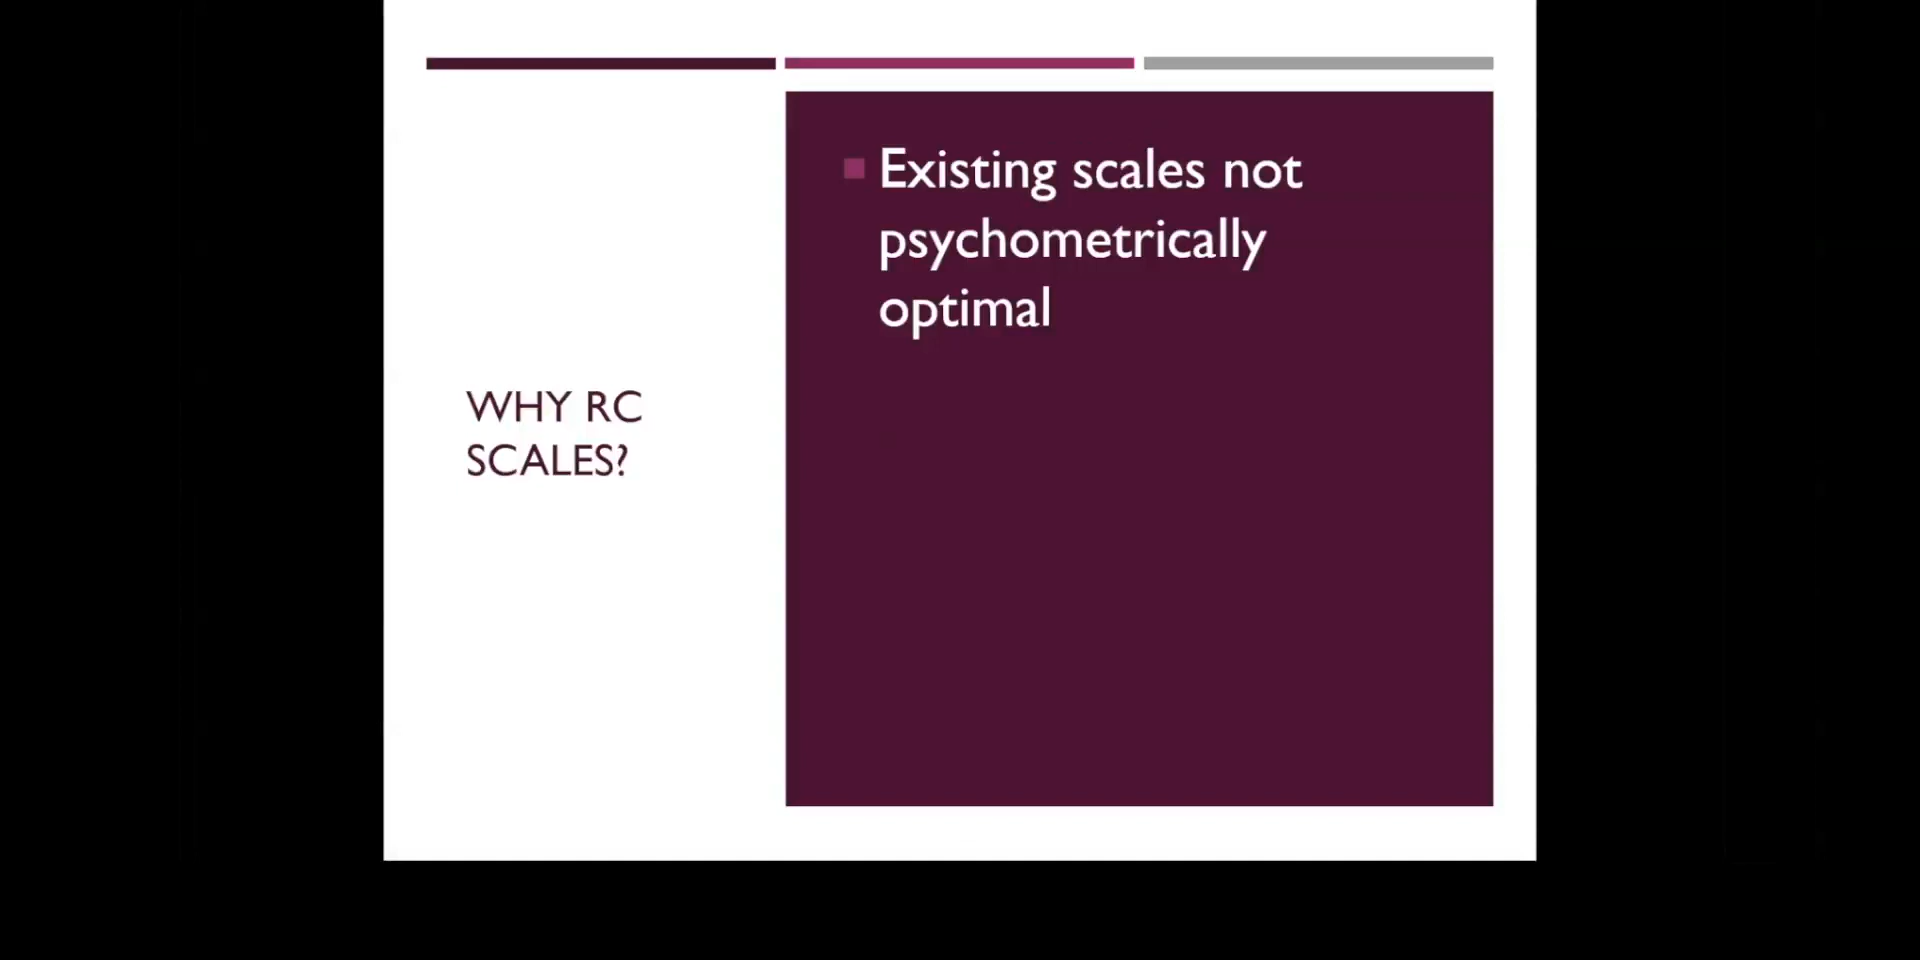 WHY RC
SCALES?
Existing scales not
psychometrically
optimal